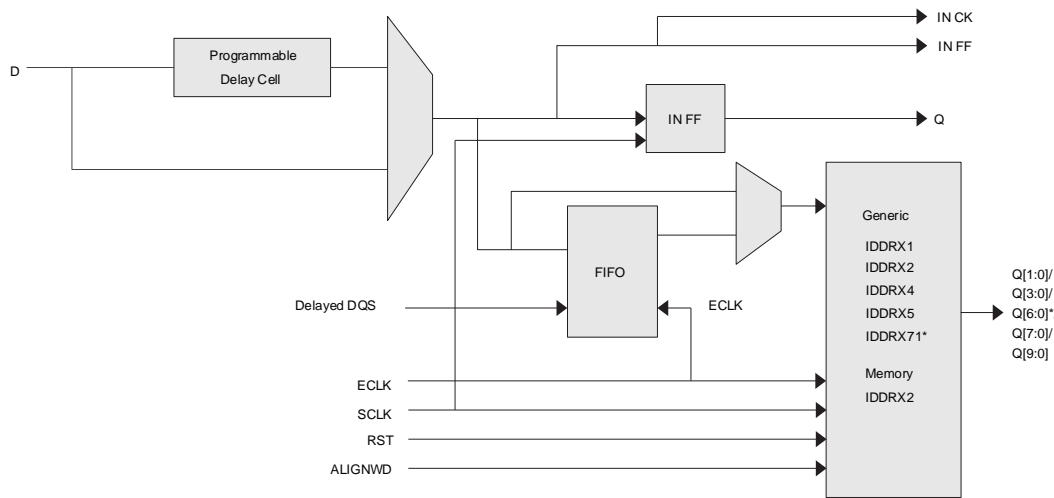 IN CK
IN FF
D
Programmable
Delay Cell
IN FF
Q
Generic
IDDRX1
IDDRX2
IDDRX4
IDDRX5
IDDRX71*
Memory
IDDRX2
FIFO
Delayed DQS
ECLK
Q[1:0]/
Q[3:0]/
Q[6:0]*
Q[7:0]/
Q[9:0]
ECLK
SCLK
RST
ALIGNWD